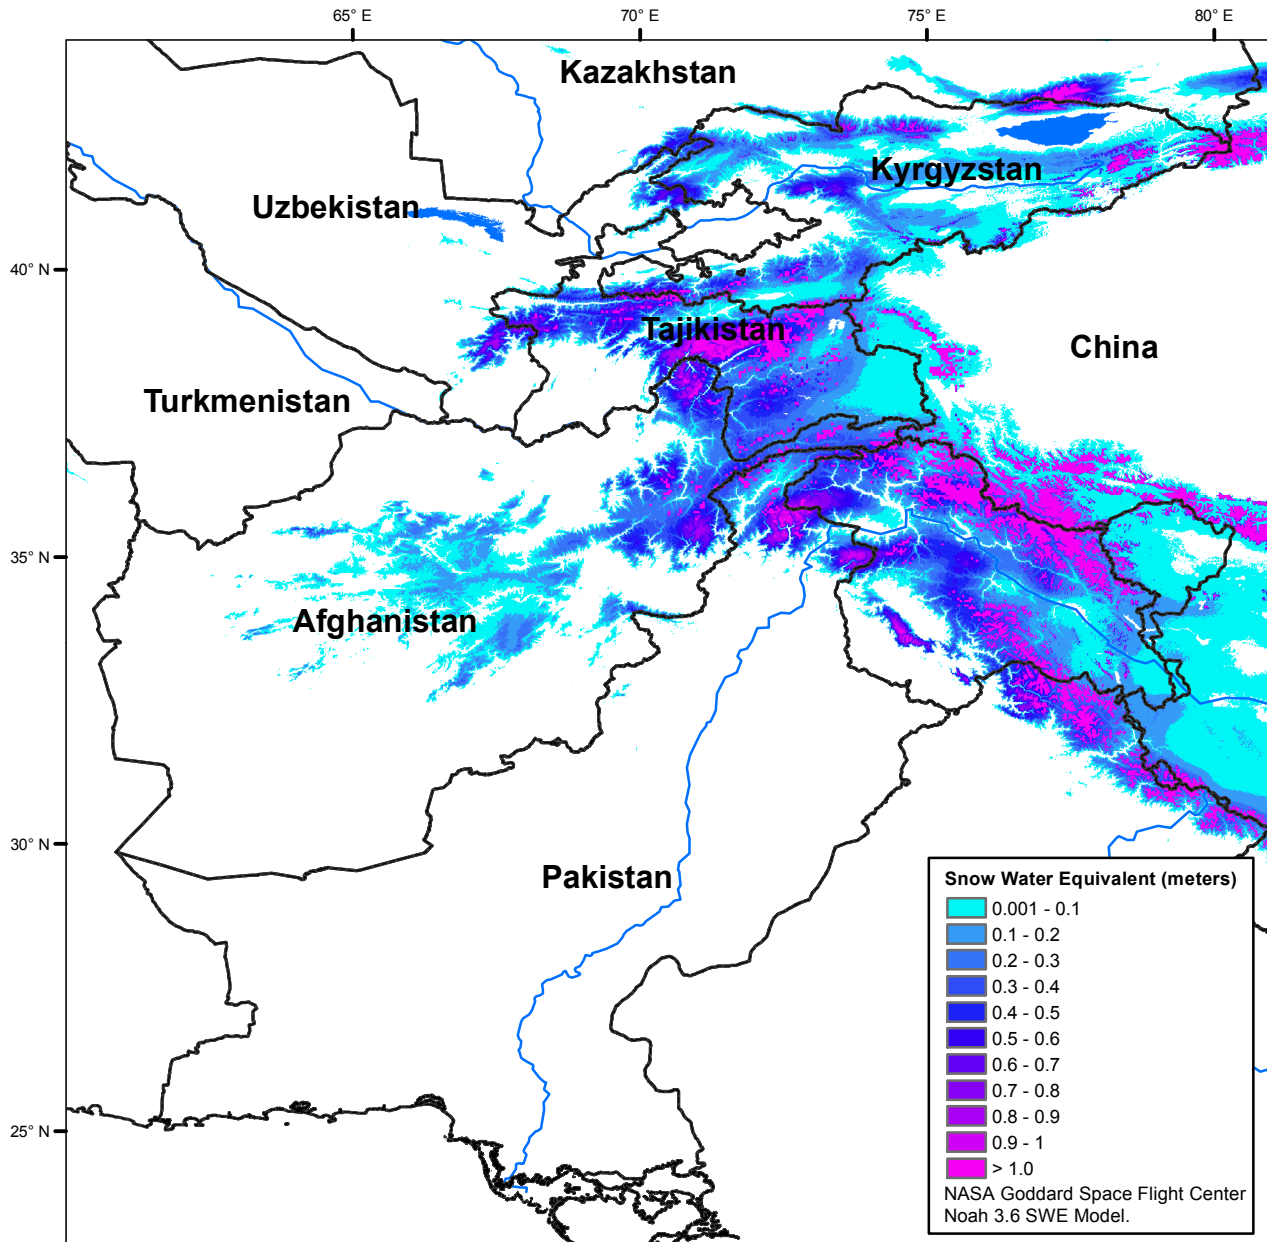 65° E
70° E
75° E
80° E
Kazakhstan
Kyrgyzstan
Uzbekistan
40° N
Tajikistan
China
Turkmenistan
35° N
Afghanistan
30° N
Pakistan
25° N
Snow Water Equivalent (meters)
0.001 - 0.1
0.1 - 0.2
0.2 - 0.3
0.3 - 0.4
0.4 - 0.5
0.5 - 0.6
0.6 - 0.7
0.7 - 0.8
0.8 - 0.9
0.9 - 1
> 1.0
NASA Goddard Space Flight Center
Noah 3.6 SWE Model.